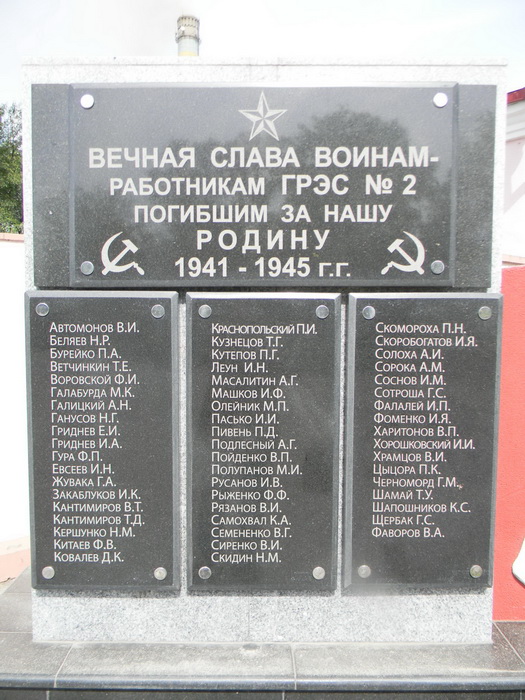 ВЕЧНАЯ СЛАВА ВОИНАМ-
РАБОТНИКАМ ГРЭС №2
ПОГИБШИМ ЗА НАШУ
РОДИНУ
1941 - 1945 г.г.
Автомонов В.И.
Беляев Н.Р.
Бурейко П.А.
Ветчинкин Т.Е.
Воровской Ф.И.
Галабурда М.К.
Галицкий А.Н.
Ганусов Н.Г.
Гриднев Е.И.
Гриднев И.А.
Гура Ф.П.
Евсеев И.Н.
Жувака Г.А.
Закаблуков И.К.
Кантимиров В.Т.
Кантимиров Т.Д.
Кершунко Н.М.
Китаев Ф.В.
Ковалев Д.К.
Краснопольский П.И.
Кузнецов Т.Г.
Кутепов П.Г.
Леун И.Н.
Масалитин А.Г.
Машков И.Ф.
Олейник М.П.
Пасько И.И.
Пивень П.Д.
Подлесный А.Г.
Пойденко В.П.
Полупанов М.И.
Русанов И.В.
Рыженко Ф.Ф.
Рязанов В.И.
Самохвал К.А.
Семененко В.Г.
Сиренко В.И.
Скидин Н.М.
Скомороха П.Н.
Скоробогатов И.Я.
Солоха А.И.
Сорока А.М.
Соснов И.М.
Сотроша Г.С.
Фалалей И.П.
Фоменко И.Я.
Харитонов В.П.
Хорошковский И.И.
Храмцов В.И.
Цыцора П.К.
Черноморд Г.М.
Шамай Т.У.
Шапошников К.С.
Щербак Г.С.
Фаворов В.А.